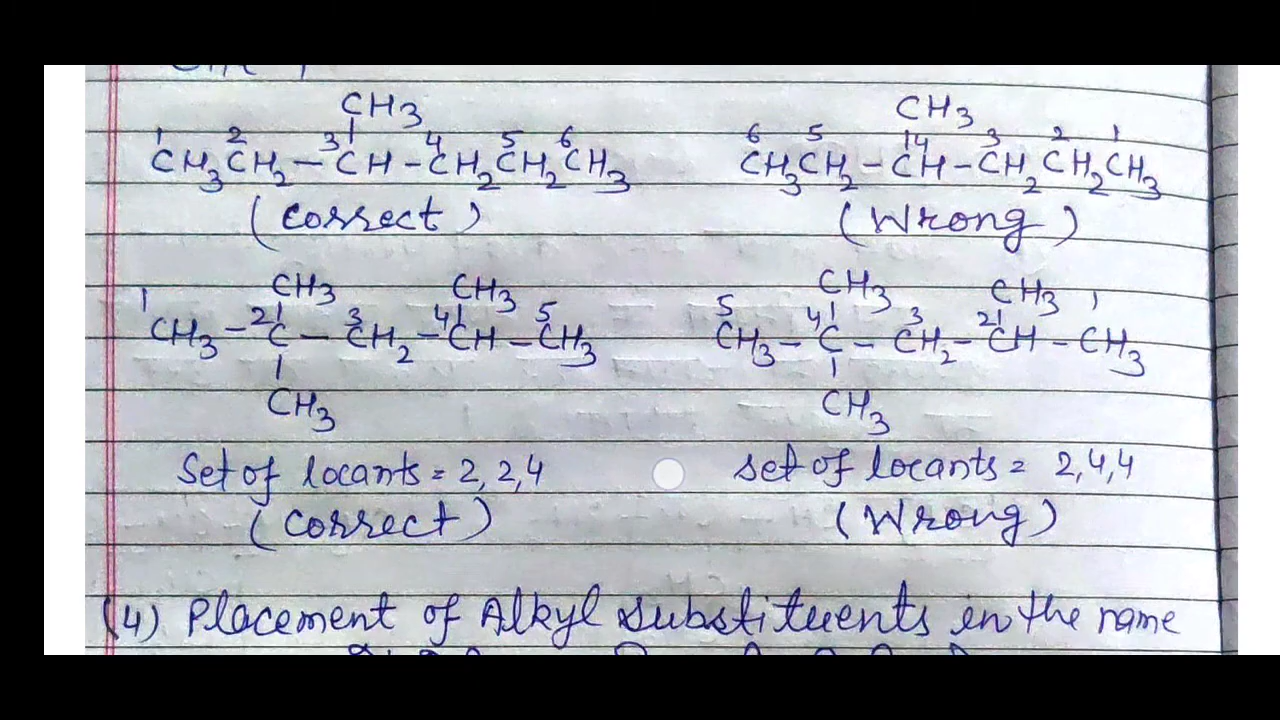 CH3 CH3
1 2 3 4 5 6 6 5 4 3 2 1
CH3CH2-CH-CH2CH2CH3 CH3CH2-CH-CH2CH2CH3
(Correct) (Wrong)
CH3 CH3 CH3 CH3
1 2 3 4 5 5 4 3 2 1
CH3-C-CH2-CH-CH3 CH3-C-CH2-CH-CH3
CH3 CH3
Set of locants = 2,2,4 set of locants = 2,4,4
(Correct) (Wrong)
(4) Placement of Alkyl substituents in the name